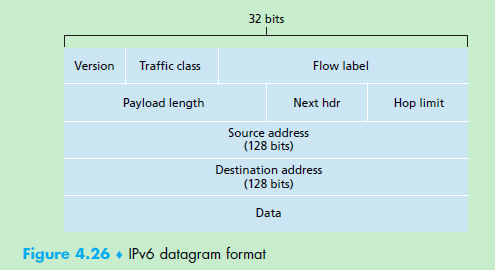 32 bits
Version Traffic class Flow label
Payload length Next hdr Hop limit
Source address
(128 bits)
Destination address
(128 bits)
Data
Figure 4.26 ♦ IPv6 datagram format